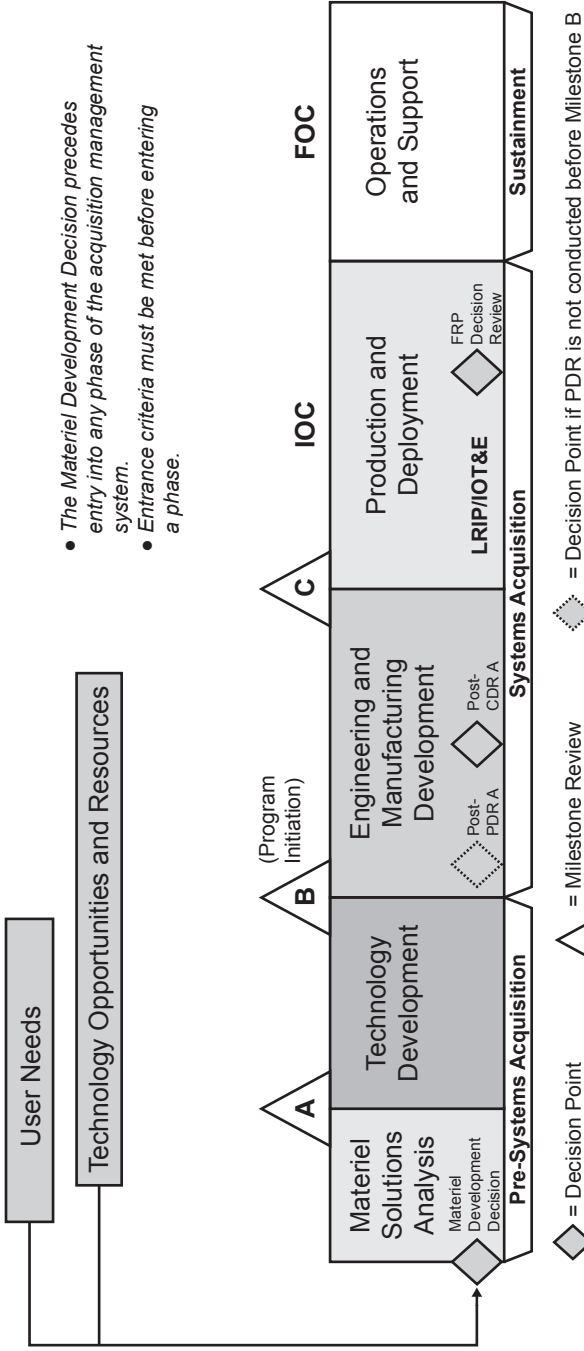 User Needs
Technology Opportunities and Resources
• The Materiel Development Decision precedes
entry into any phase of the acquisition management
system.
• Entrance criteria must be met before entering
a phase.
A
B
(Program
Initiation)
C
IOC
FOC
Materiel
Solutions
Analysis
Materiel
Development
Decision
Technology
Development
Engineering and
Manufacturing
Development
Post-
PDR A
Post-
CDR A
Production and
Deployment
LRIP/IOT&E
FRP
Decision
Review
Operations
and Support
Pre-Systems Acquisition
Systems Acquisition
Sustainment
= Decision Point
= Milestone Review
= Decision Point if PDR is not conducted before Milestone B